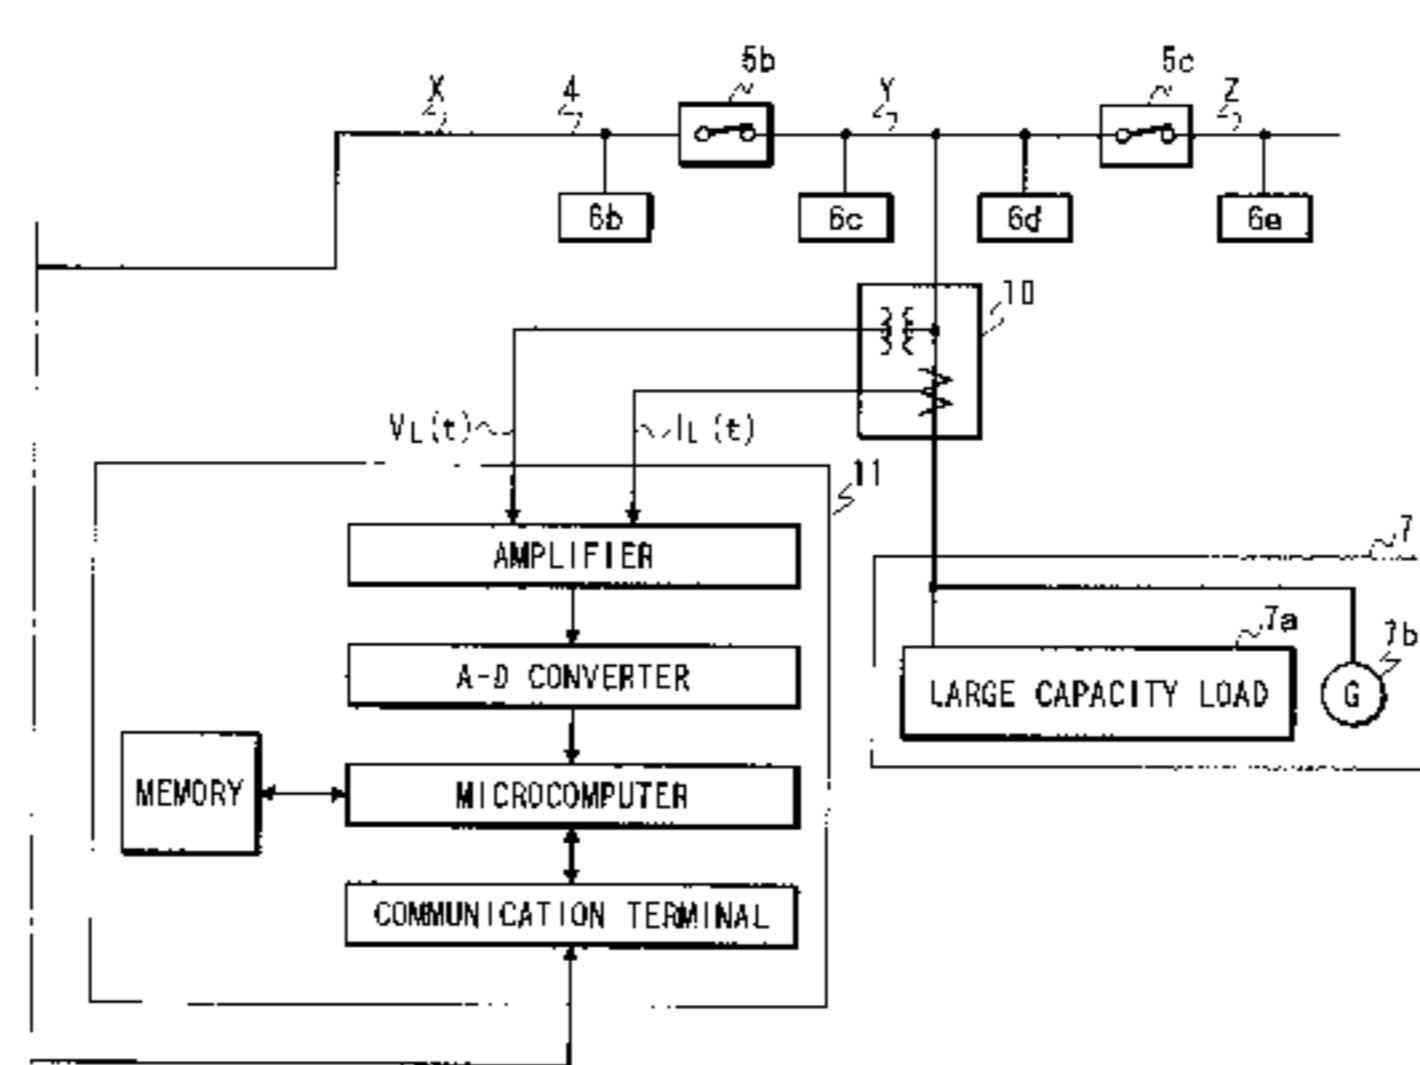 X 4 5b Y 5c Z
6b 6c 6d 6e
10
VL(t) IL(t)
11
AMPLIFIER
7
A-D CONVERTER
7a
7b
LARGE CAPACITY LOAD
G
MEMORY
MICROCOMPUTER
COMMUNICATION TERMINAL